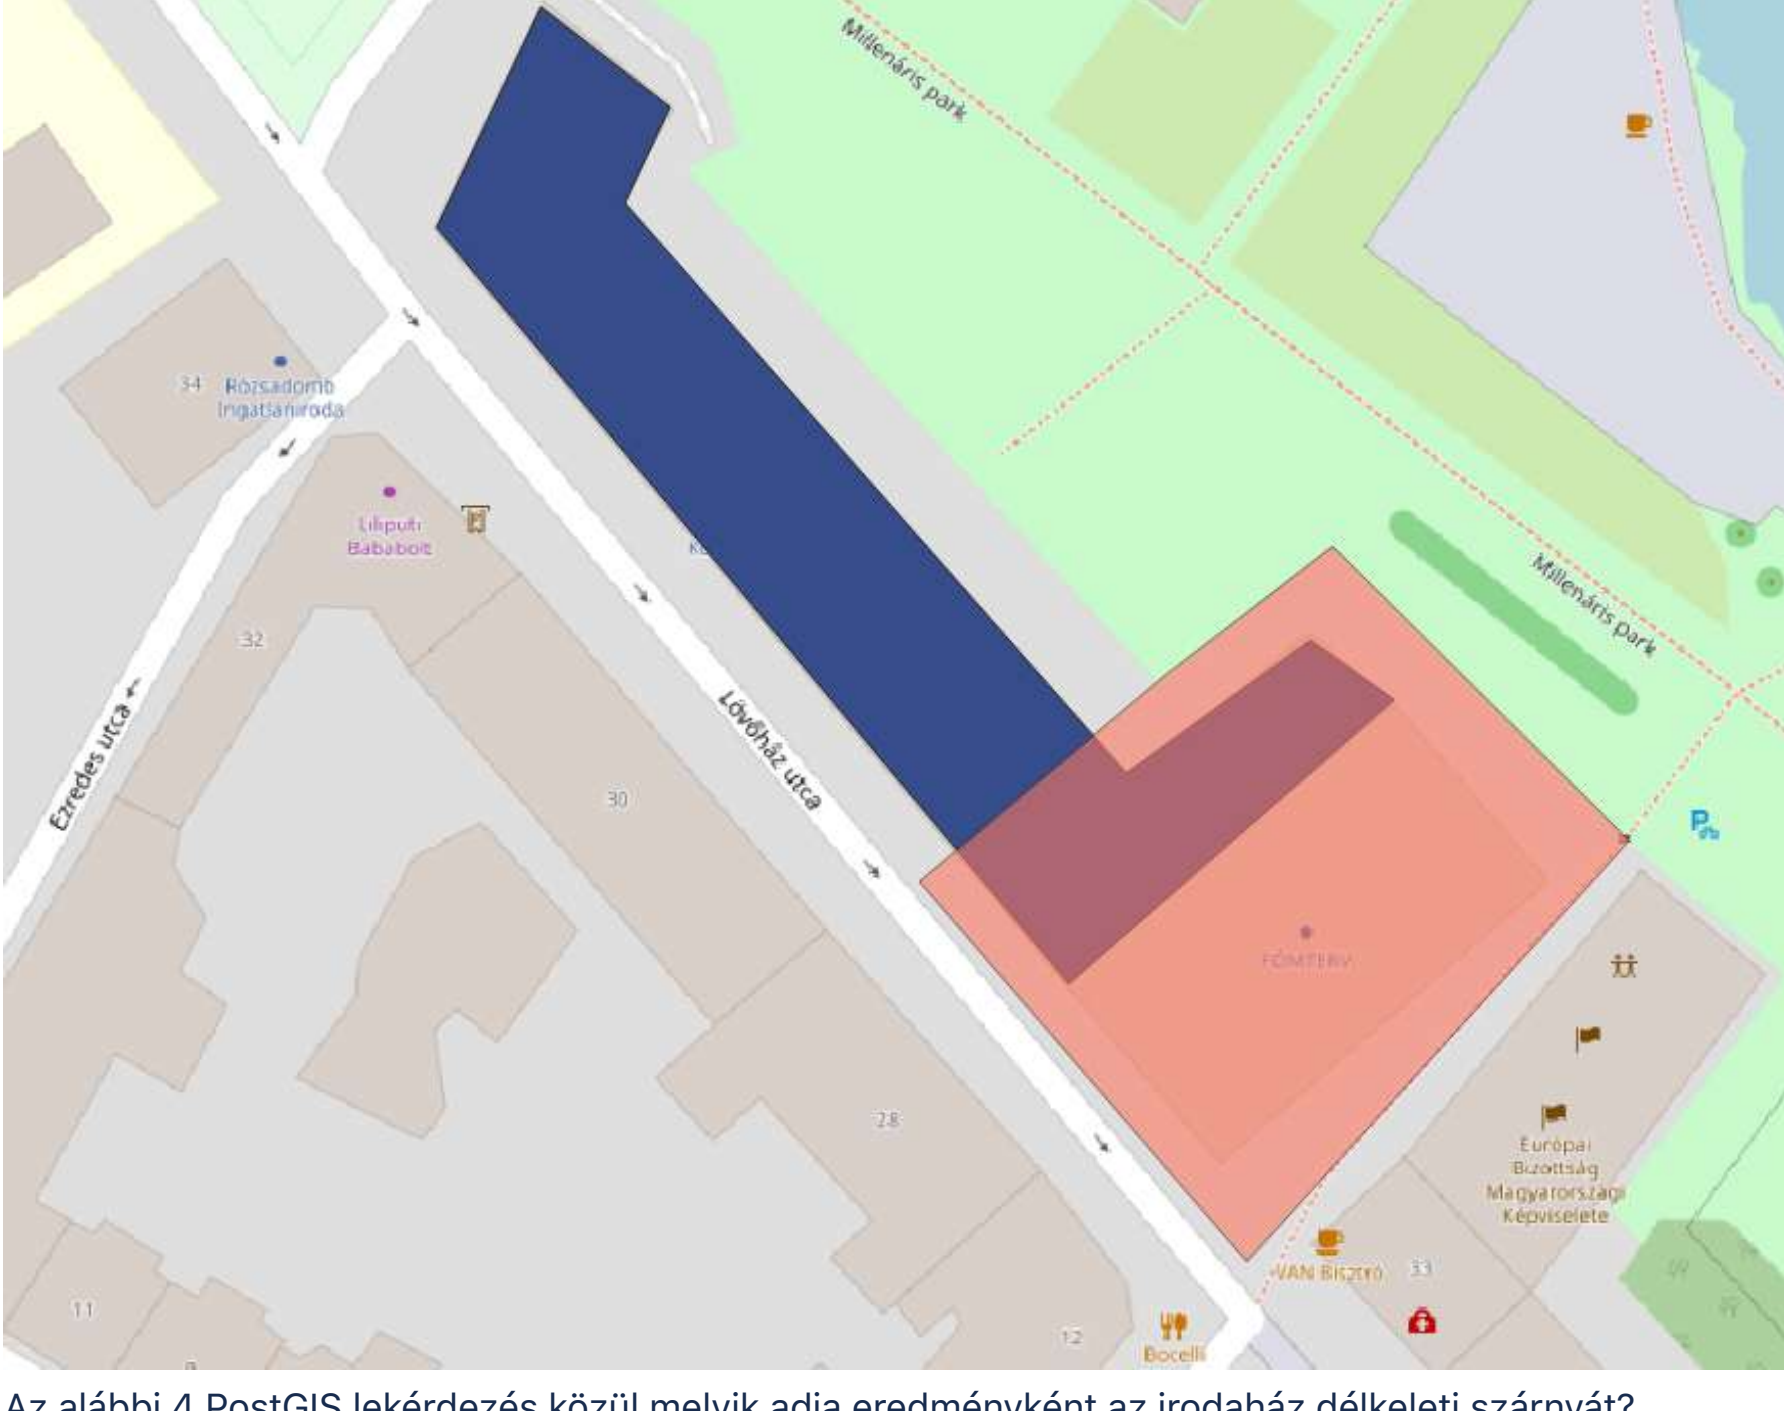 Millenáris park
34
Rózsadomb
Ingatlaniroda
Liliputi
Bababolt
32
Millenáris park
Lövőház utca
Ezredes utca
30
P
FŐMTERV
28
Európai
Bizottság
Magyarországi
Képviselete
VAN Bisztró
33
11
12
Bocelli
Az alábbi 4 PostGIS lekérdezés közül melyik adja eredményként az irodaház délkeleti szárnyát?